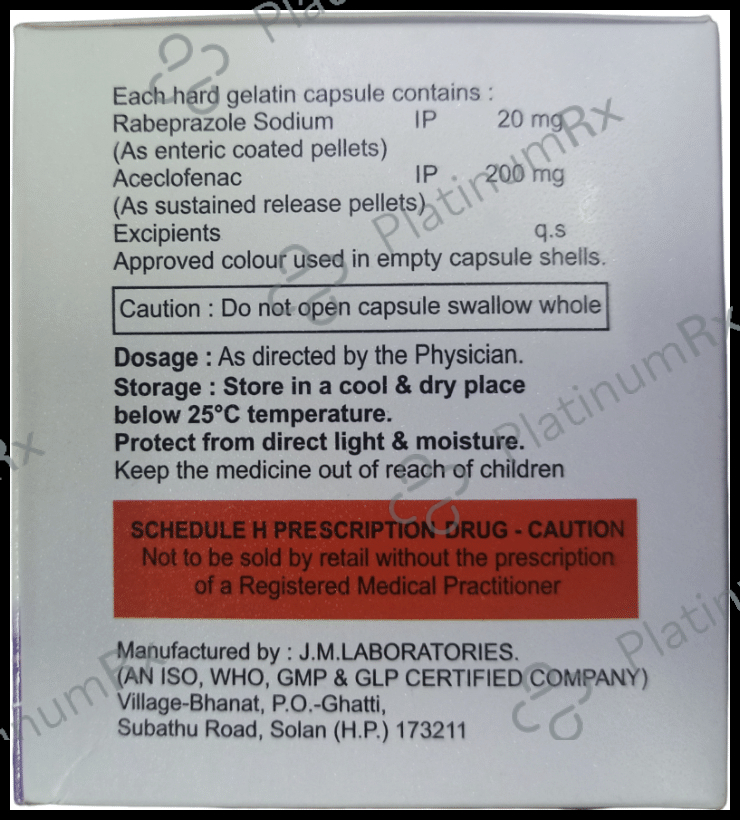 Each hard gelatin capsule contains :
Rabeprazole Sodium IP 20 mg
(As enteric coated pellets)
Aceclofenac IP 200 mg
(As sustained release pellets)
Excipients q.s
Approved colour used in empty capsule shells.
Caution : Do not open capsule swallow whole
Dosage : As directed by the Physician.
Storage : Store in a cool & dry place
below 25°C temperature.
Protect from direct light & moisture.
Keep the medicine out of reach of children
SCHEDULE H PRESCRIPTION DRUG - CAUTION
Not to be sold by retail without the prescription
of a Registered Medical Practitioner
Manufactured by : J.M.LABORATORIES.
(AN ISO, WHO, GMP & GLP CERTIFIED COMPANY)
Village-Bhanat, P.O.-Ghatti,
Subathu Road, Solan (H.P.) 173211
PlatinumRx
PlatinumRx
Platinum
Platin
inumRx
x